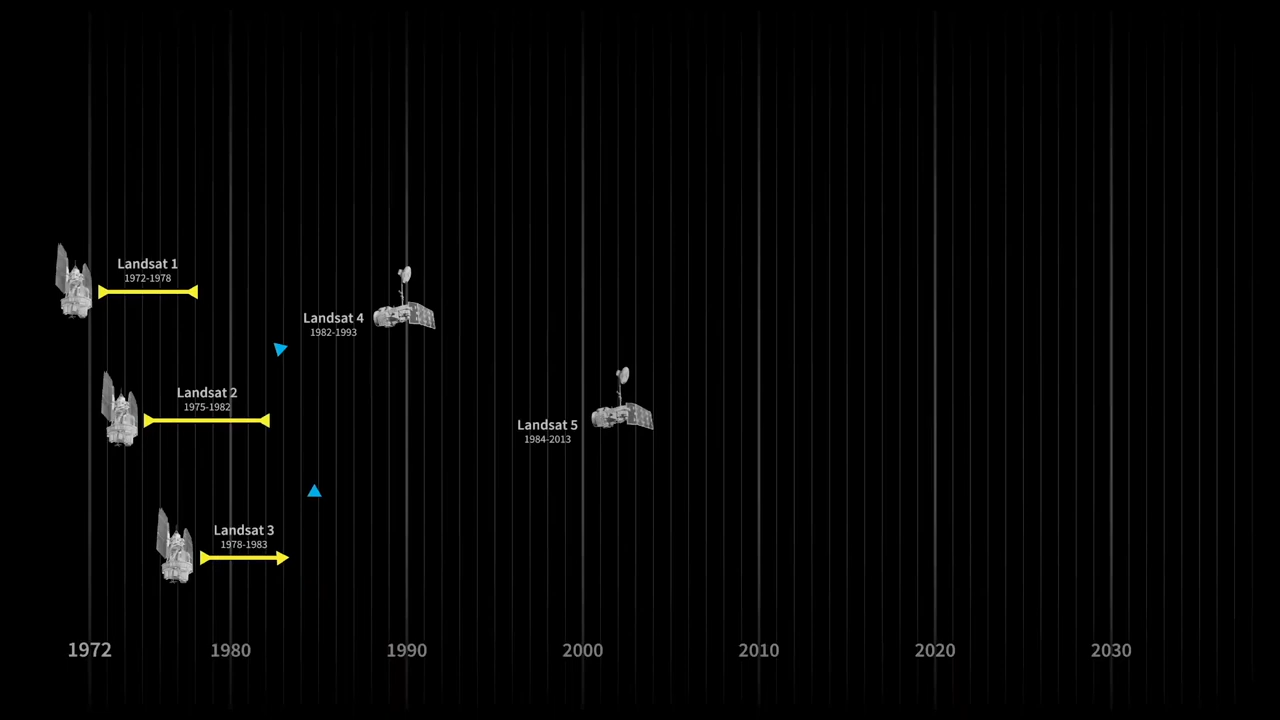 Landsat 1
1972-1978
Landsat 4
1982-1993
Landsat 2
1975-1982
Landsat 5
1984-2013
Landsat 3
1978-1983
1972
1980
1990
2000
2010
2020
2030